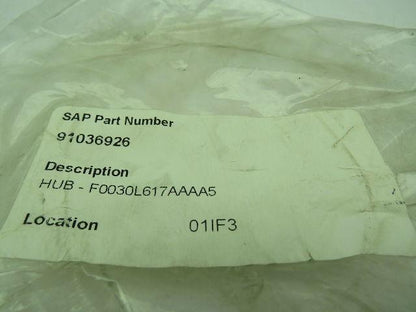 SAP Part Number
91036926
Description
HUB - F0030L617AAAA5
Location 01IF3